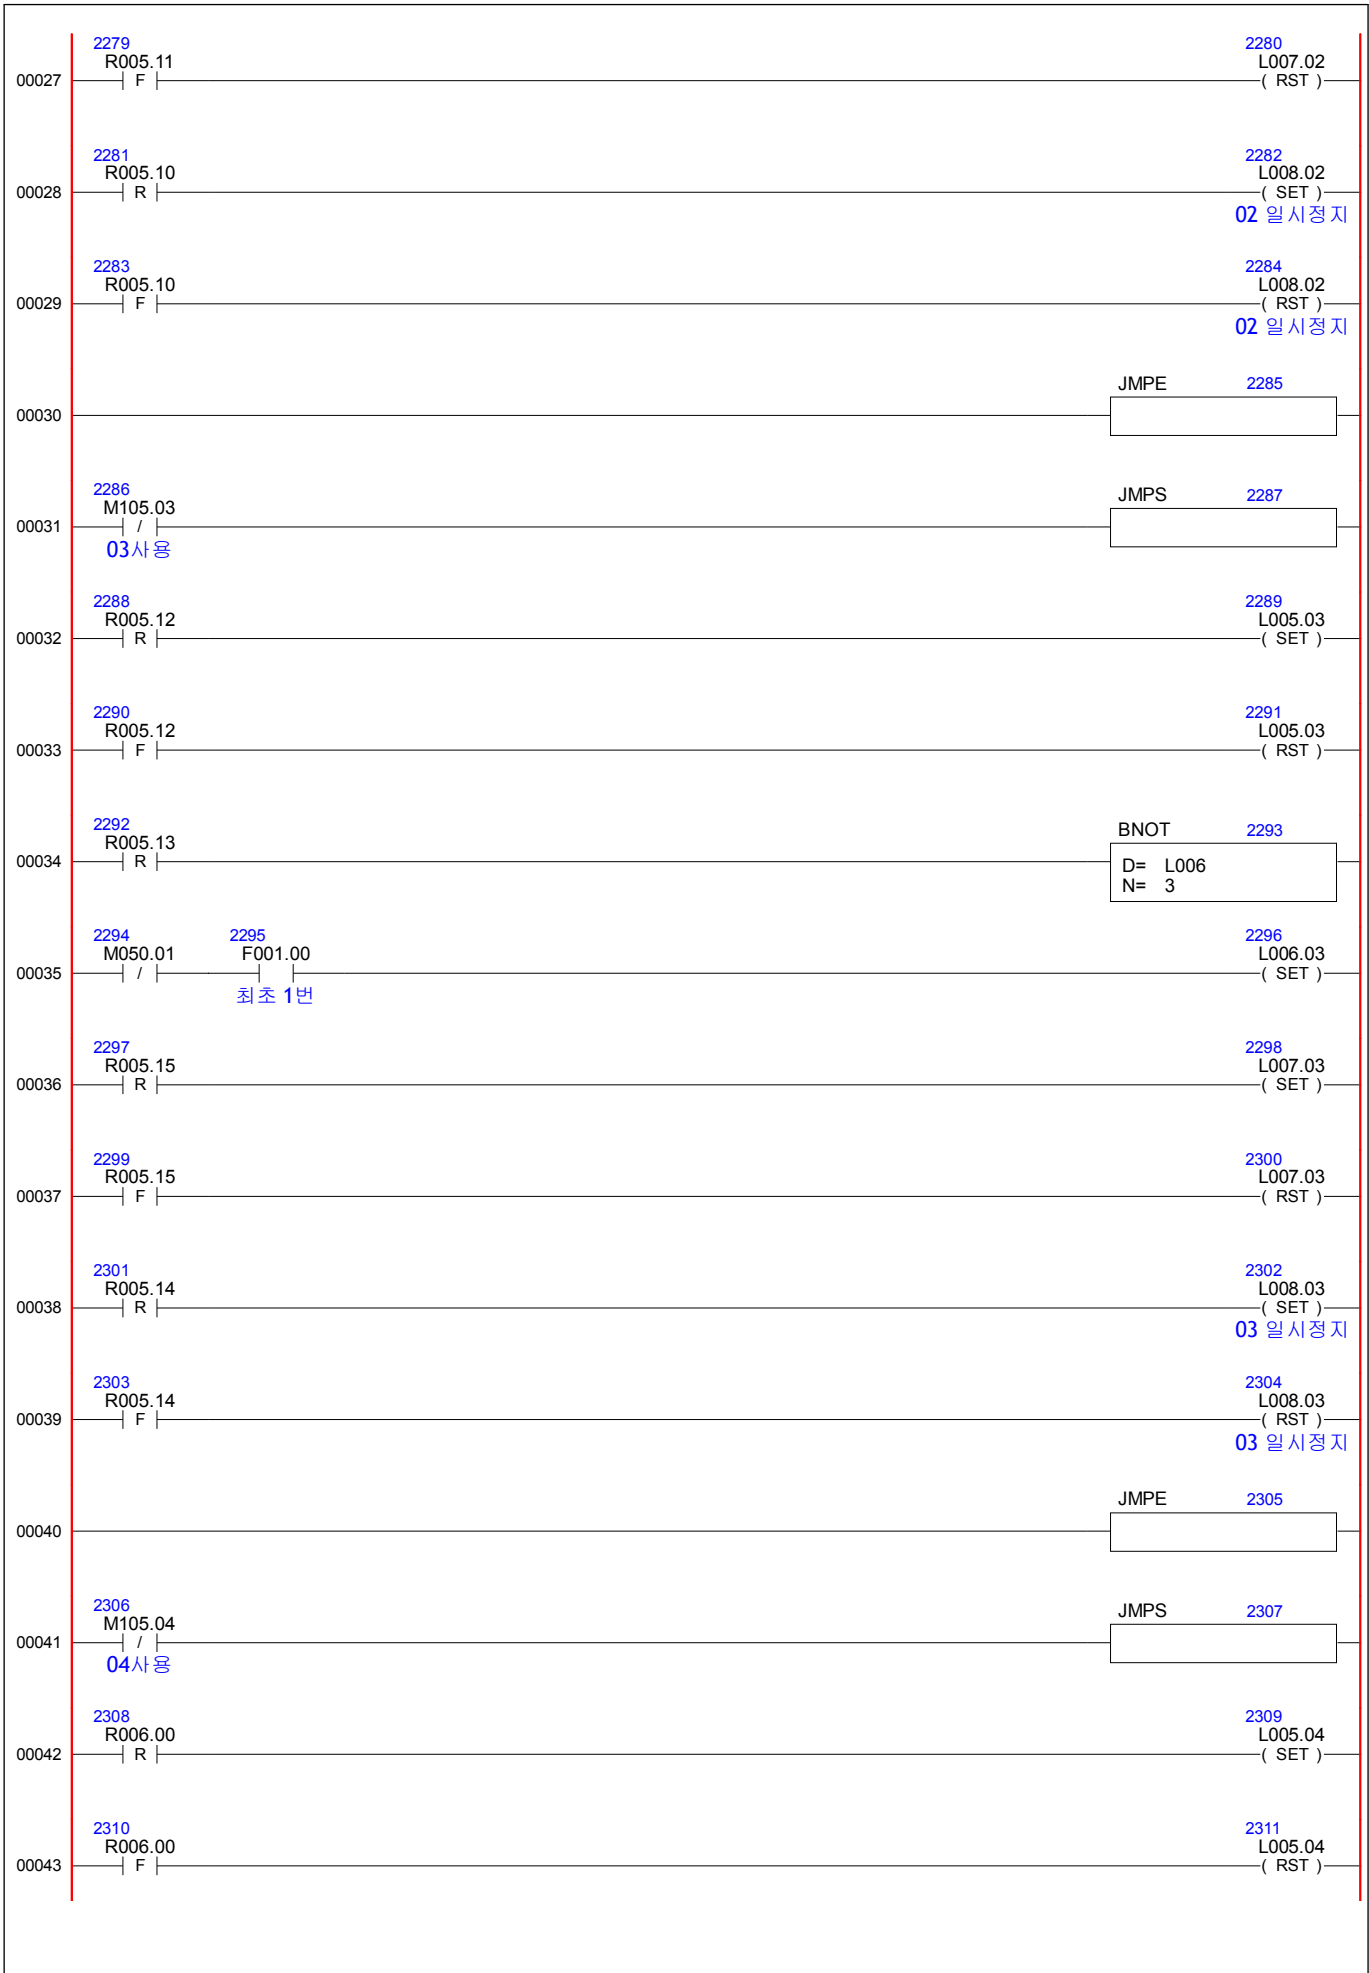 2279 2280
R005.11 L007.02
00027 F ( RST )
2281 2282
R005.10 L008.02
00028 R ( SET )
02 일시정지
2283 2284
R005.10 L008.02
00029 F ( RST )
02 일시정지
JMPE 2285
00030
2286
M105.03 JMPS 2287
00031 /
03사용
2288 2289
R005.12 L005.03
00032 R ( SET )
2290 2291
R005.12 L005.03
00033 F ( RST )
2292
R005.13 BNOT 2293
00034 R D= L006
N= 3
2294 2295 2296
M050.01 F001.00 L006.03
00035 / ( SET )
최초 1번
2297 2298
R005.15 L007.03
00036 R ( SET )
2299 2300
R005.15 L007.03
00037 F ( RST )
2301 2302
R005.14 L008.03
00038 R ( SET )
03 일시정지
2303 2304
R005.14 L008.03
00039 F ( RST )
03 일시정지
JMPE 2305
00040
2306
M105.04 JMPS 2307
00041 /
04사용
2308 2309
R006.00 L005.04
00042 R ( SET )
2310 2311
R006.00 L005.04
00043 F ( RST )